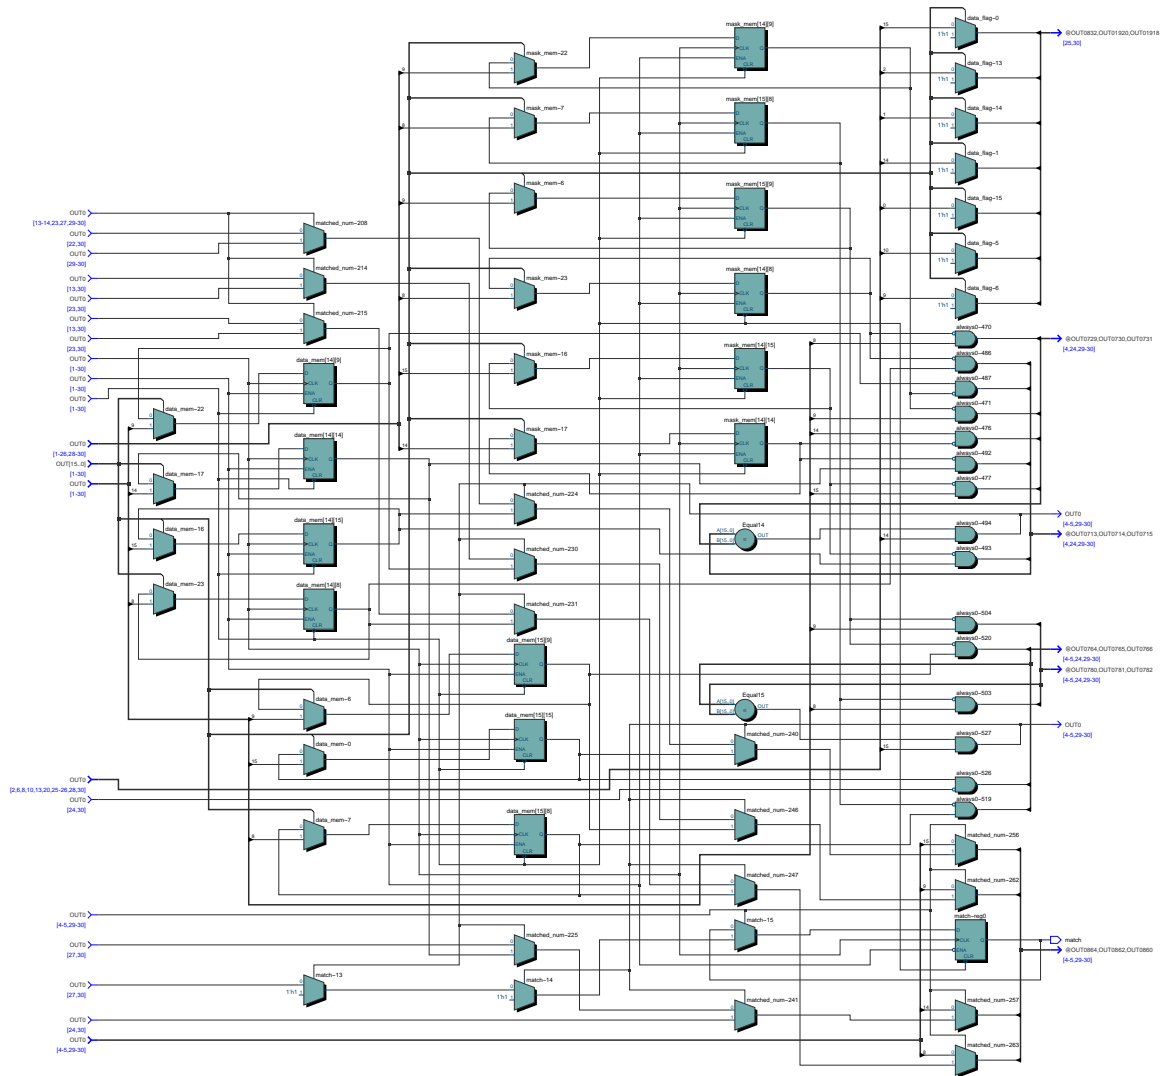 mask_mem[14][9]
data_flag~0
@OUT0832,OUT01920,OUT01918
[25,30]
mask_mem~22
data_flag~13
mask_mem[15][8]
mask_mem~7
data_flag~14
data_flag~1
mask_mem~6
mask_mem[15][9]
data_flag~15
OUT0
[13-14,23,27,29-30]
matched_num~208
OUT0
[22,30]
OUT0
[29-30]
data_flag~5
matched_num~214
OUT0
[13,30]
mask_mem~23
mask_mem[14][8]
data_flag~6
OUT0
[23,30]
matched_num~215
OUT0
[13,30]
OUT0
[23,30]
always0~470
@OUT0729,OUT0730,OUT0731
[4,24,29-30]
OUT0
[1-30]
data_mem[14][9]
mask_mem~16
mask_mem[14][15]
always0~486
OUT0
[1-30]
always0~487
OUT0
[1-30]
data_mem~22
always0~471
mask_mem~17
mask_mem[14][14]
always0~476
OUT0
[1-26,28-30]
data_mem[14][14]
OUT[15..0]
[1-30]
data_mem~17
always0~492
OUT0
[1-30]
always0~477
matched_num~224
OUT0
[4-5,29-30]
data_mem~16
data_mem[14][15]
Equal14
A[15..0]
B[15..0]
OUT
always0~494
@OUT0713,OUT0714,OUT0715
[4,24,29-30]
matched_num~230
always0~493
data_mem~23
data_mem[14][8]
matched_num~231
always0~504
data_mem[15][9]
always0~520
@OUT0764,OUT0765,OUT0766
[4-5,24,29-30]
@OUT0780,OUT0781,OUT0782
[4-5,24,29-30]
data_mem~6
Equal15
A[15..0]
B[15..0]
OUT
always0~503
data_mem[15][15]
OUT0
[4-5,29-30]
data_mem~0
matched_num~240
always0~527
OUT0
[2,6,8,10,13,20,25-26,28,30]
always0~526
OUT0
[24,30]
always0~519
data_mem~7
data_mem[15][8]
matched_num~246
matched_num~256
matched_num~247
matched_num~262
OUT0
[4-5,29-30]
match~15
match~reg0
OUT0
[27,30]
matched_num~225
match
@OUT0864,OUT0862,OUT0860
[4-5,29-30]
OUT0
[27,30]
match~13
1'h1
match~14
1'h1
OUT0
[24,30]
matched_num~241
matched_num~257
OUT0
[4-5,29-30]
matched_num~263